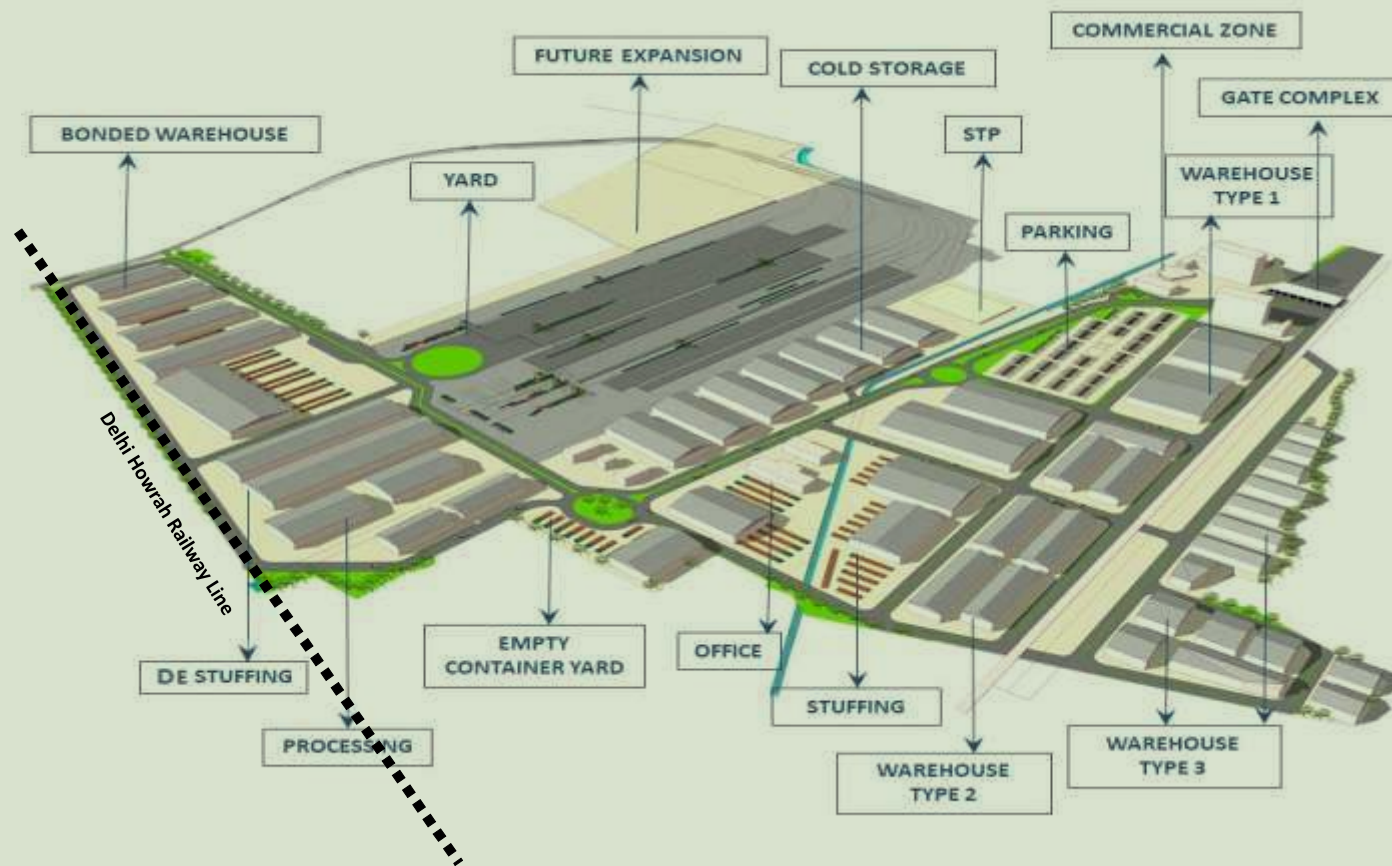 COMMERCIAL ZONE
FUTURE EXPANSION
COLD STORAGE
GATE COMPLEX
BONDED WAREHOUSE
STP
YARD
WAREHOUSE
TYPE 1
PARKING
Delhi Howrah Railway Line
EMPTY
CONTAINER YARD
OFFICE
DE STUFFING
STUFFING
PROCESSING
WAREHOUSE
TYPE 3
WAREHOUSE
TYPE 2